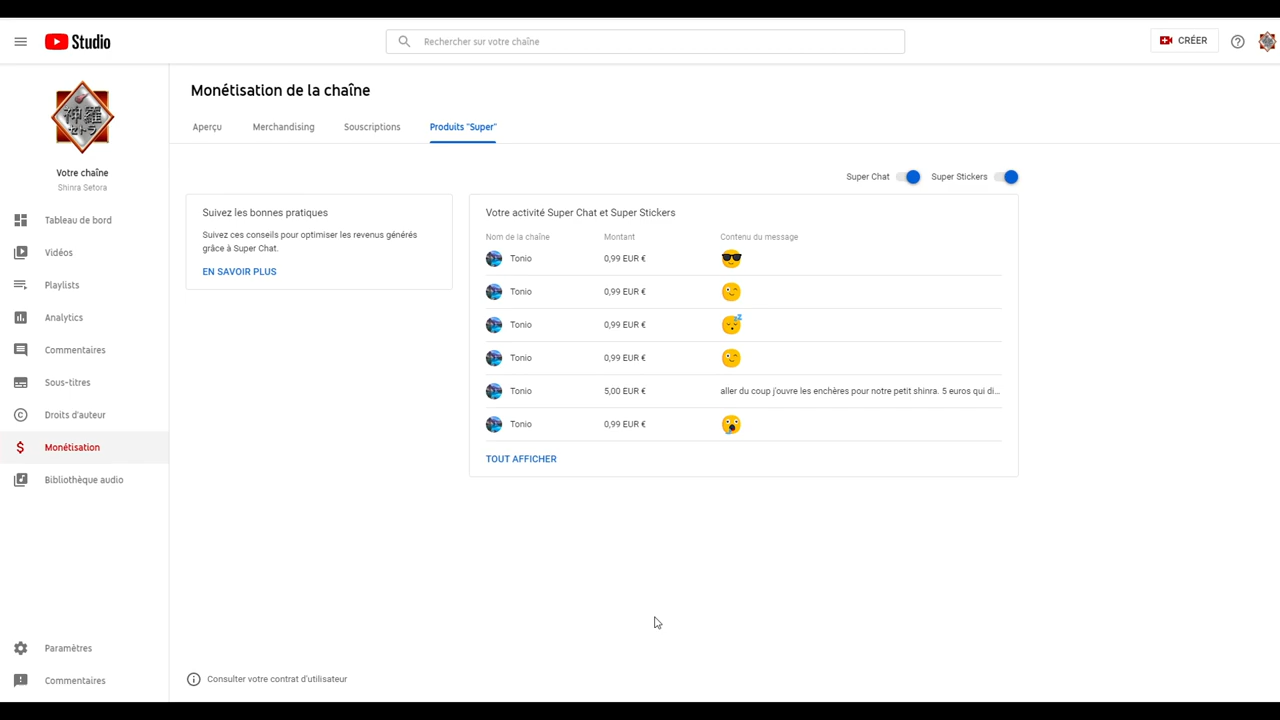 Studio
Rechercher sur votre chaîne
CRÉER
神羅
セトラ
Votre chaîne
Shinra Setora
Tableau de bord
Vidéos
Playlists
Analytics
Commentaires
Sous-titres
Droits d'auteur
Monétisation
Bibliothèque audio
Paramètres
Commentaires
Monétisation de la chaîne
Aperçu Merchandising Souscriptions Produits "Super"
Super Chat Super Stickers
Suivez les bonnes pratiques
Suivez ces conseils pour optimiser les revenus générés
grâce à Super Chat.
EN SAVOIR PLUS
Votre activité Super Chat et Super Stickers
Nom de la chaîne Montant Contenu du message
Tonio 0,99 EUR € 😎
Tonio 0,99 EUR € 😉
Tonio 0,99 EUR € 😴
Tonio 0,99 EUR € 😉
Tonio 5,00 EUR € aller du coup j'ouvre les enchères pour notre petit shinra. 5 euros qui di...
Tonio 0,99 EUR € 😲
TOUT AFFICHER
Consulter votre contrat d'utilisateur